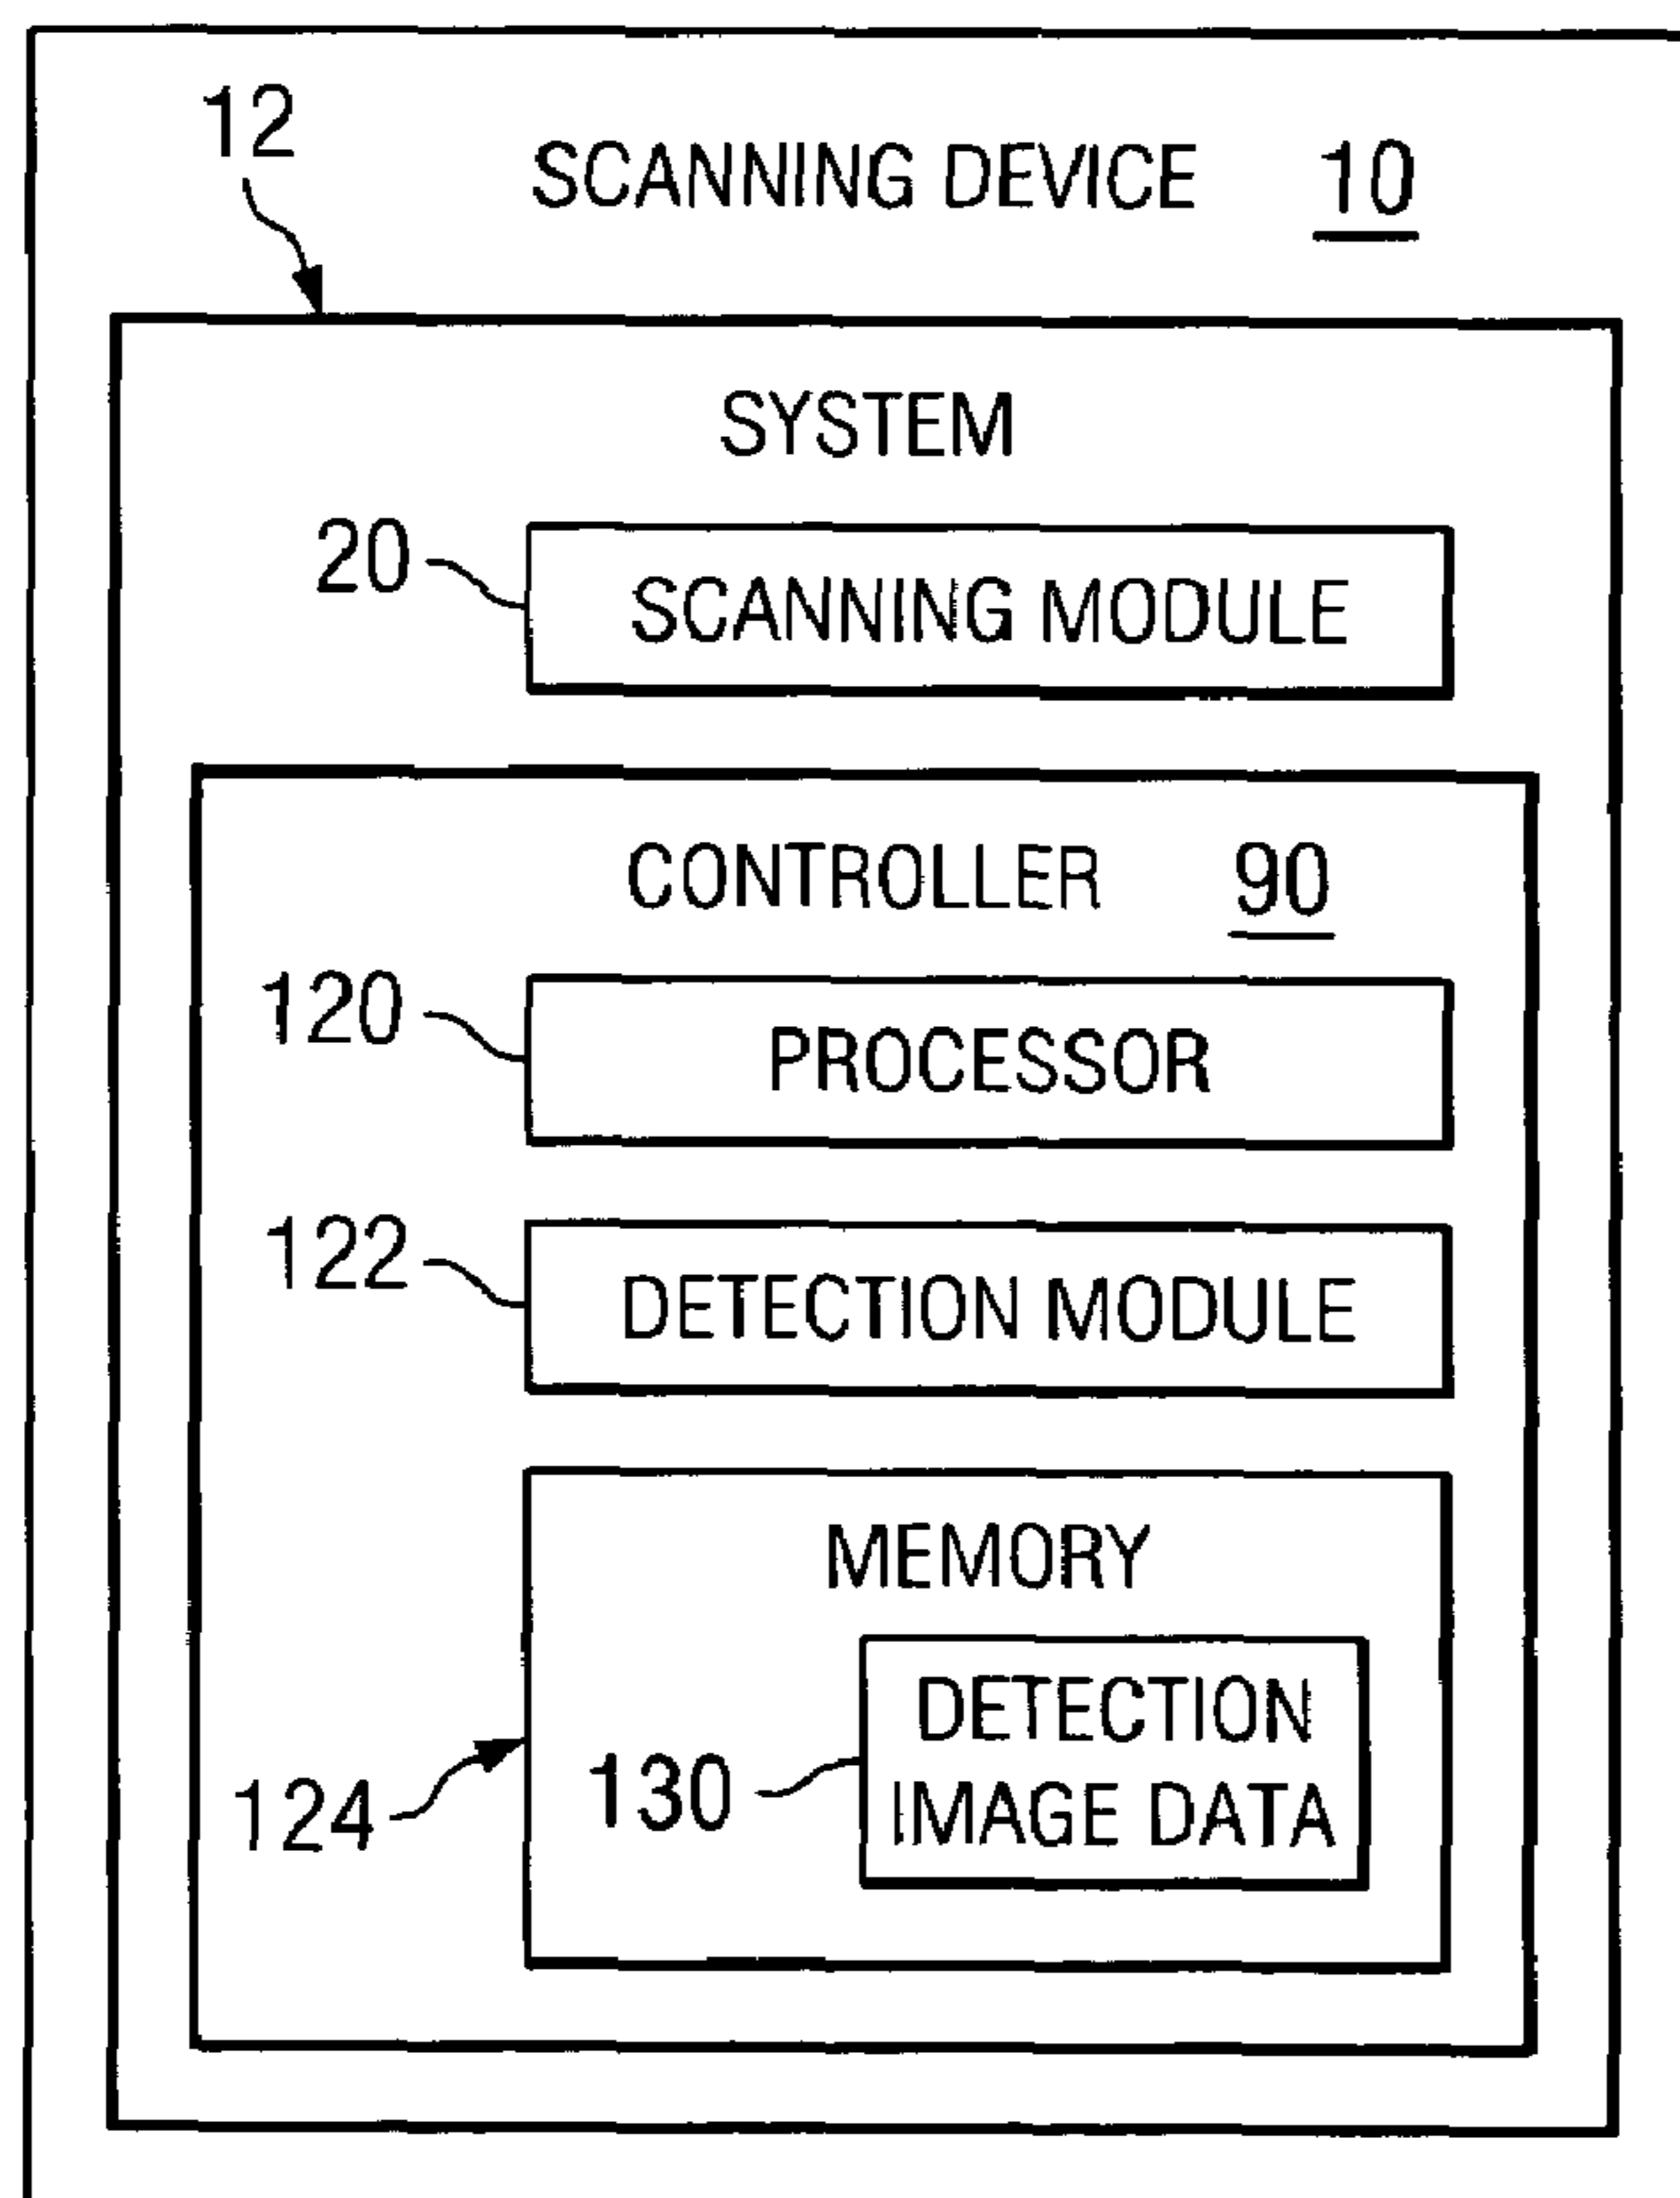 12
SCANNING DEVICE 10
SYSTEM
20
SCANNING MODULE
CONTROLLER 90
120
PROCESSOR
122
DETECTION MODULE
MEMORY
124
130
DETECTION
IMAGE DATA